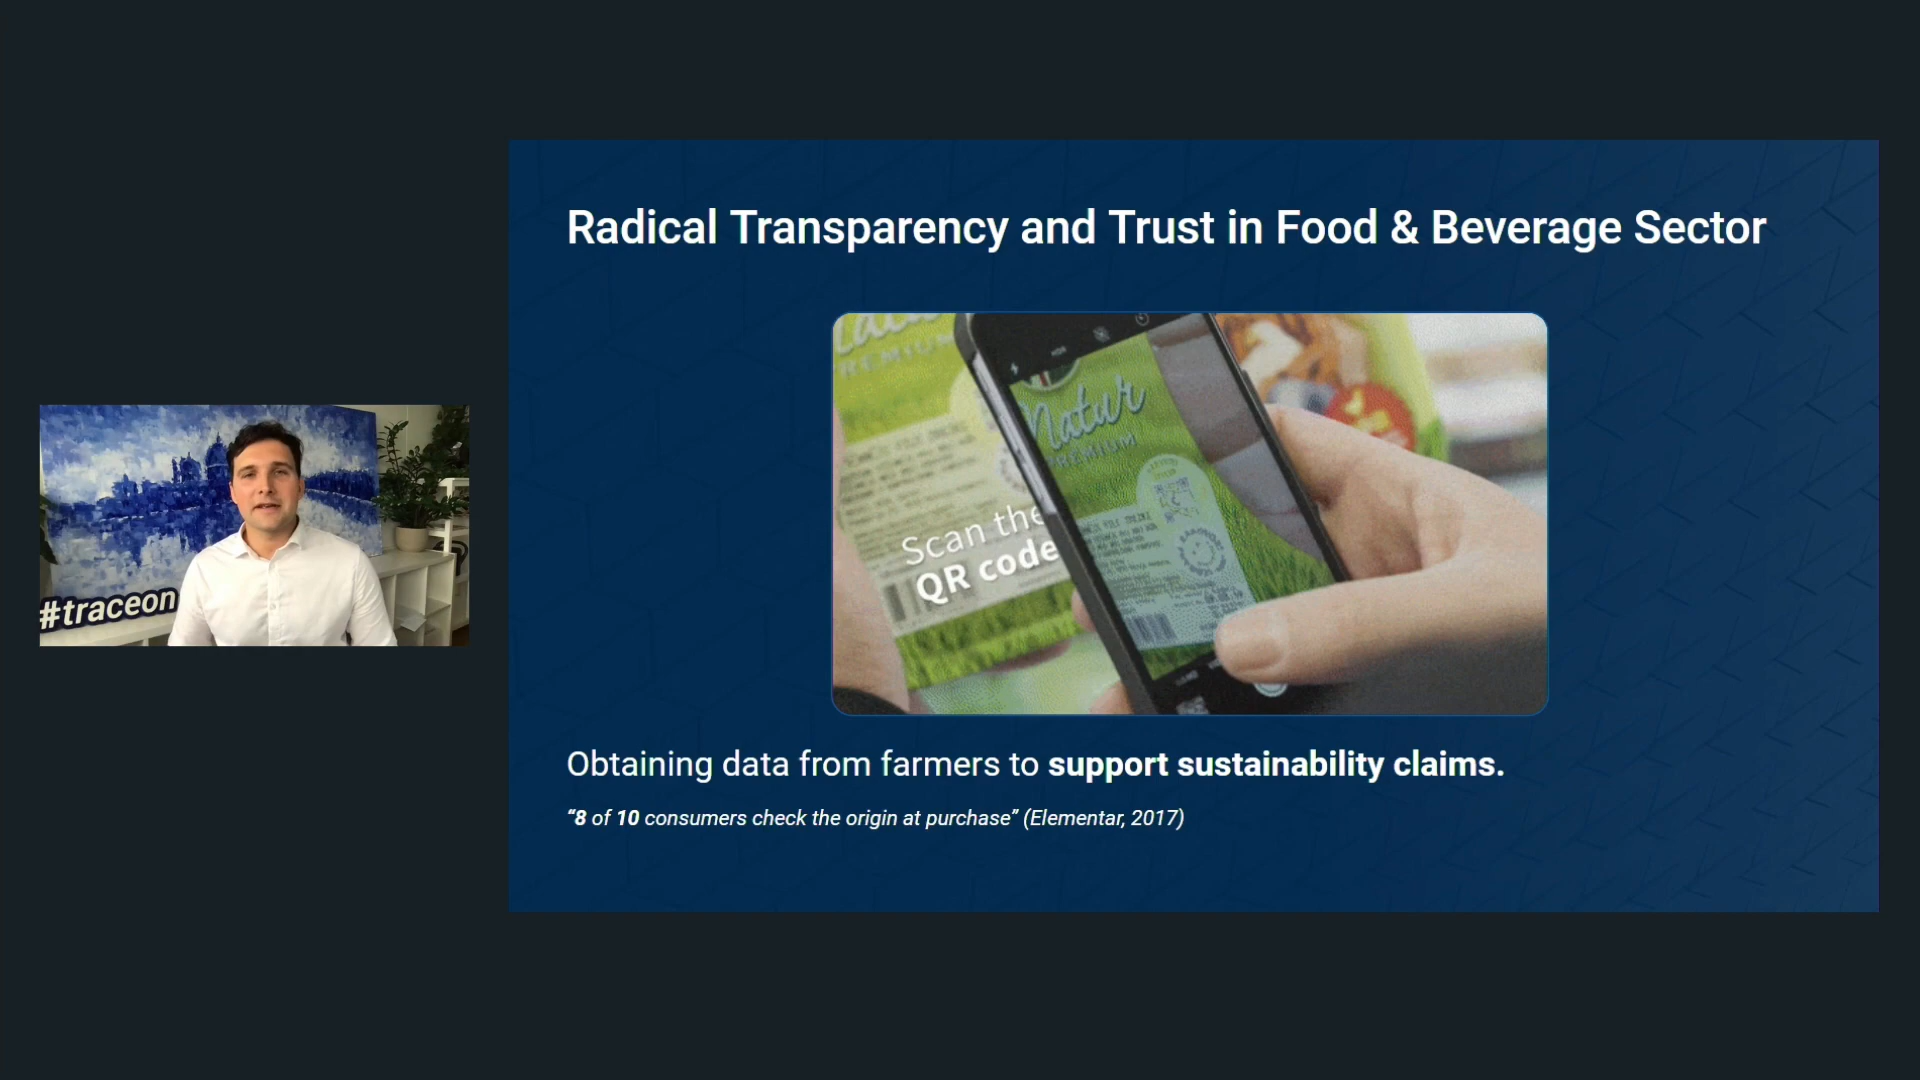 Radical Transparency and Trust in Food & Beverage Sector
Natur
PREMIUM
Scan the
QR code
#traceon
Obtaining data from farmers to support sustainability claims.
“8 of 10 consumers check the origin at purchase” (Elementar, 2017)